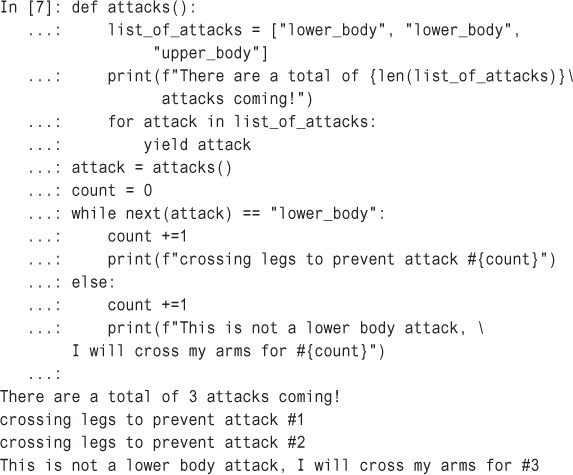 In [7]: def attacks():
   ...:     list_of_attacks = ["lower_body", "lower_body",
                 "upper_body"]
   ...:     print(f"There are a total of {len(list_of_attacks)}\
                  attacks coming!")
   ...:     for attack in list_of_attacks:
   ...:         yield attack
   ...: attack = attacks()
   ...: count = 0
   ...: while next(attack) == "lower_body":
   ...:     count +=1
   ...:     print(f"crossing legs to prevent attack #{count}")
   ...: else:
   ...:     count +=1
   ...:     print(f"This is not a lower body attack, \
        I will cross my arms for #{count}")
   ...:
There are a total of 3 attacks coming!
crossing legs to prevent attack #1
crossing legs to prevent attack #2
This is not a lower body attack, I will cross my arms for #3